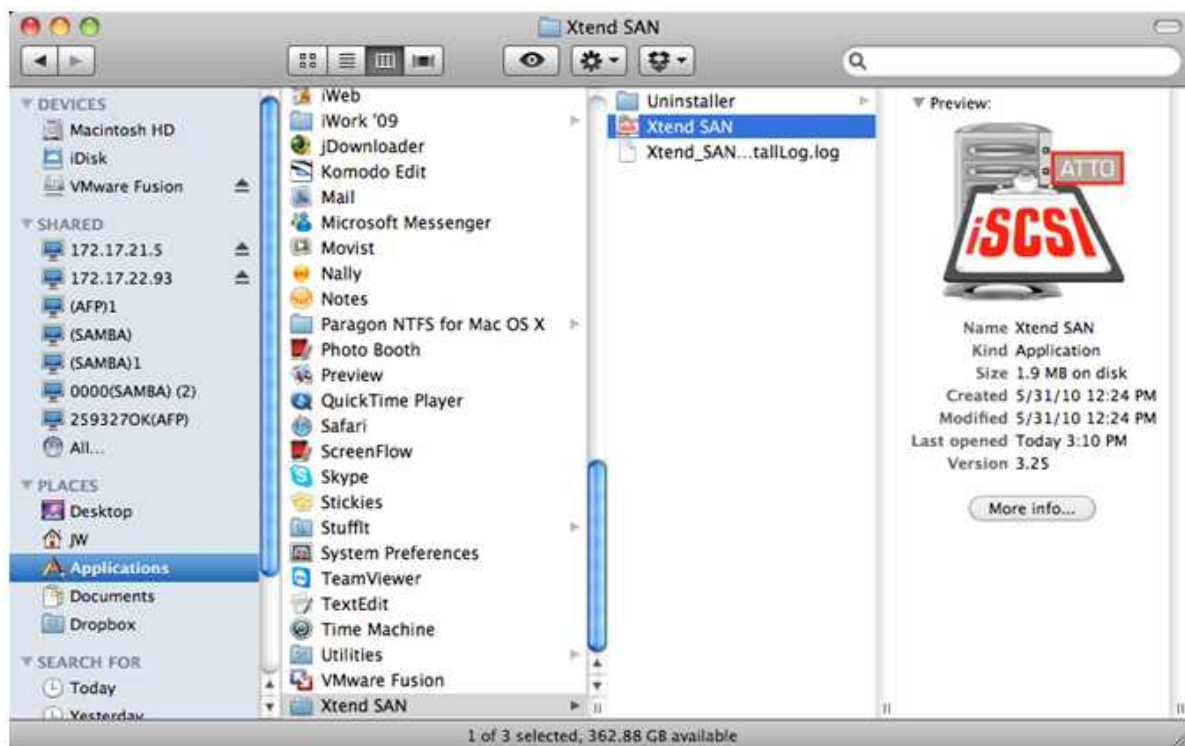 Xtend SAN
DEVICES
Macintosh HD
iDisk
VMware Fusion
SHARED
172.17.21.5
172.17.22.93
(AFP)1
(SAMBA)
(SAMBA)1
0000(SAMBA) (2)
259327OK(AFP)
All...
PLACES
Desktop
JW
Applications
Documents
Dropbox
SEARCH FOR
Today
Yesterday
iWeb
iWork '09
jDownloader
Komodo Edit
Mail
Microsoft Messenger
Movist
Nally
Notes
Paragon NTFS for Mac OS X
Photo Booth
Preview
QuickTime Player
Safari
ScreenFlow
Skype
Stickies
StuffIt
System Preferences
TeamViewer
TextEdit
Time Machine
Utilities
VMware Fusion
Xtend SAN
Uninstaller
Xtend SAN
Xtend_SAN...tallLog.log
Preview:
ATTO
iSCSI
Name Xtend SAN
Kind Application
Size 1.9 MB on disk
Created 5/31/10 12:24 PM
Modified 5/31/10 12:24 PM
Last opened Today 3:10 PM
Version 3.25
More info...
1 of 3 selected, 362.88 GB available